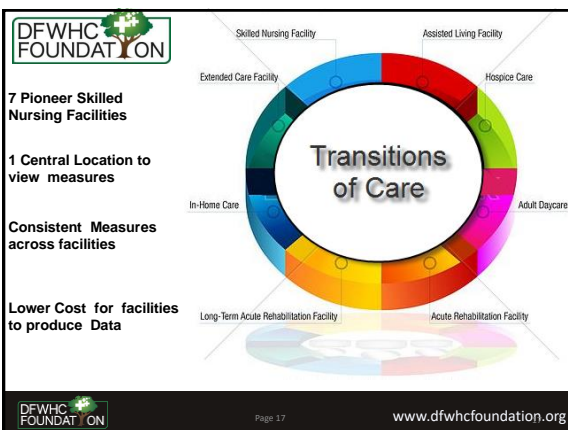 DFWHC
FOUNDATION
7 Pioneer Skilled
Nursing Facilities
1 Central Location to
view measures
Consistent Measures
across facilities
Lower Cost for facilities
to produce Data
Skilled Nursing Facility
Assisted Living Facility
Extended Care Facility
Hospice Care
Transitions
of Care
In-Home Care
Adult Daycare
Long-Term Acute Rehabilitation Facility
Acute Rehabilitation Facility
DFWHC
FOUNDATION
Page 17
www.dfwhcfoundation.org